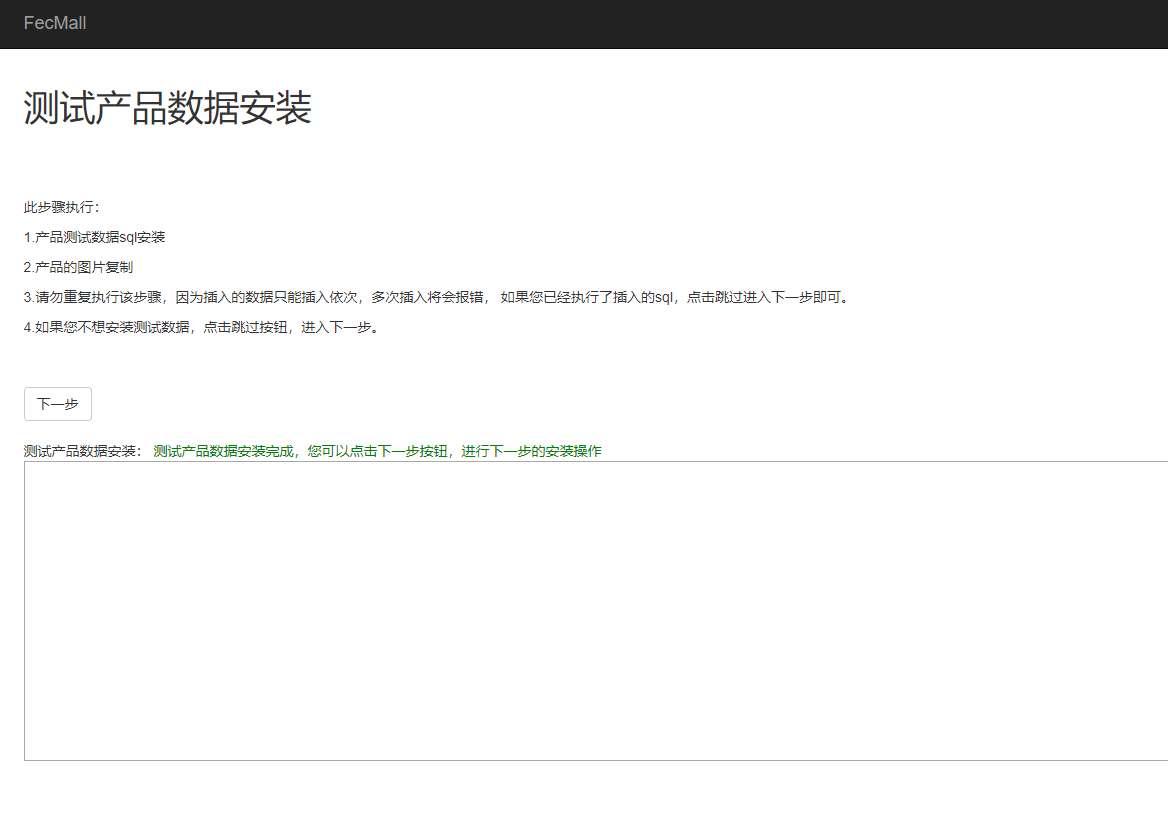 FecMall
测试产品数据安装
此步骤执行：
1.产品测试数据sql安装
2.产品的图片复制
3.请勿重复执行该步骤，因为插入的数据只能插入依次，多次插入将会报错， 如果您已经执行了插入的sql，点击跳过进入下一步即可。
4.如果您不想安装测试数据，点击跳过按钮，进入下一步。
下一步
测试产品数据安装： 测试产品数据安装完成，您可以点击下一步按钮，进行下一步的安装操作